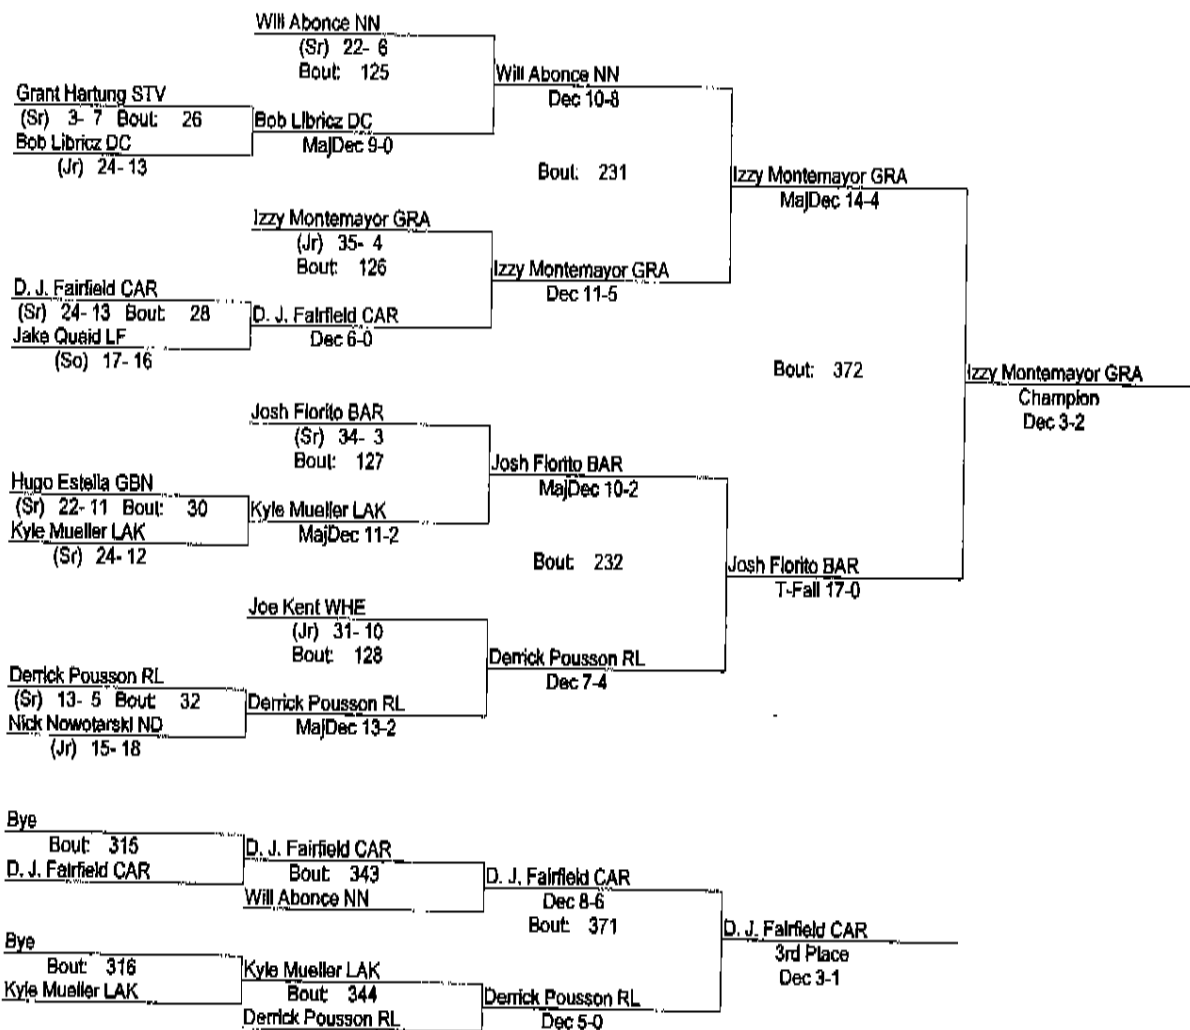 Will Abonce NN
(Sr) 22- 6
Bout: 125
Will Abonce NN
Dec 10-8
Grant Hartung STV
(Sr) 3- 7 Bout: 26
Bob Libricz DC
(Jr) 24- 13
Bob Libricz DC
MajDec 9-0
Bout: 231
Izzy Montemayor GRA
MajDec 14-4
Izzy Montemayor GRA
(Jr) 35- 4
Bout: 126
Izzy Montemayor GRA
Dec 11-5
D. J. Fairfield CAR
(Sr) 24- 13 Bout: 28
Jake Quaid LF
(So) 17- 16
D. J. Fairfield CAR
Dec 6-0
Bout: 372
Izzy Montemayor GRA
Champion
Dec 3-2
Josh Florito BAR
(Sr) 34- 3
Bout: 127
Josh Florito BAR
MajDec 10-2
Hugo Estella GBN
(Sr) 22- 11 Bout: 30
Kyle Mueller LAK
(Sr) 24- 12
Kyle Mueller LAK
MajDec 11-2
Bout: 232
Josh Florito BAR
T-Fall 17-0
Joe Kent WHE
(Jr) 31- 10
Bout: 128
Derrick Pousson RL
Dec 7-4
Derrick Pousson RL
(Sr) 13- 5 Bout: 32
Nick Nowotarski ND
(Jr) 15- 18
Derrick Pousson RL
MajDec 13-2
Bye
Bout: 315
D. J. Fairfield CAR
D. J. Fairfield CAR
Bout: 343
Will Abonce NN
D. J. Fairfield CAR
Dec 8-6
Bout: 371
D. J. Fairfield CAR
3rd Place
Dec 3-1
Bye
Bout: 316
Kyle Mueller LAK
Kyle Mueller LAK
Bout: 344
Derrick Pousson RL
Derrick Pousson RL
Dec 5-0